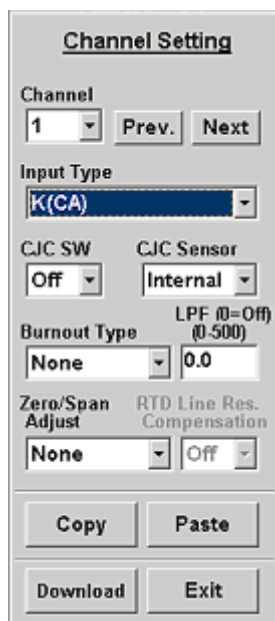 Channel Setting
Channel
1 Prev. Next
Input Type
K(CA)
CJC SW CJC Sensor
Off Internal
LPF (0=Off)
Burnout Type (0-500)
None 0.0
Zero/Span RTD Line Res.
Adjust Compensation
None Off
Copy Paste
Download Exit